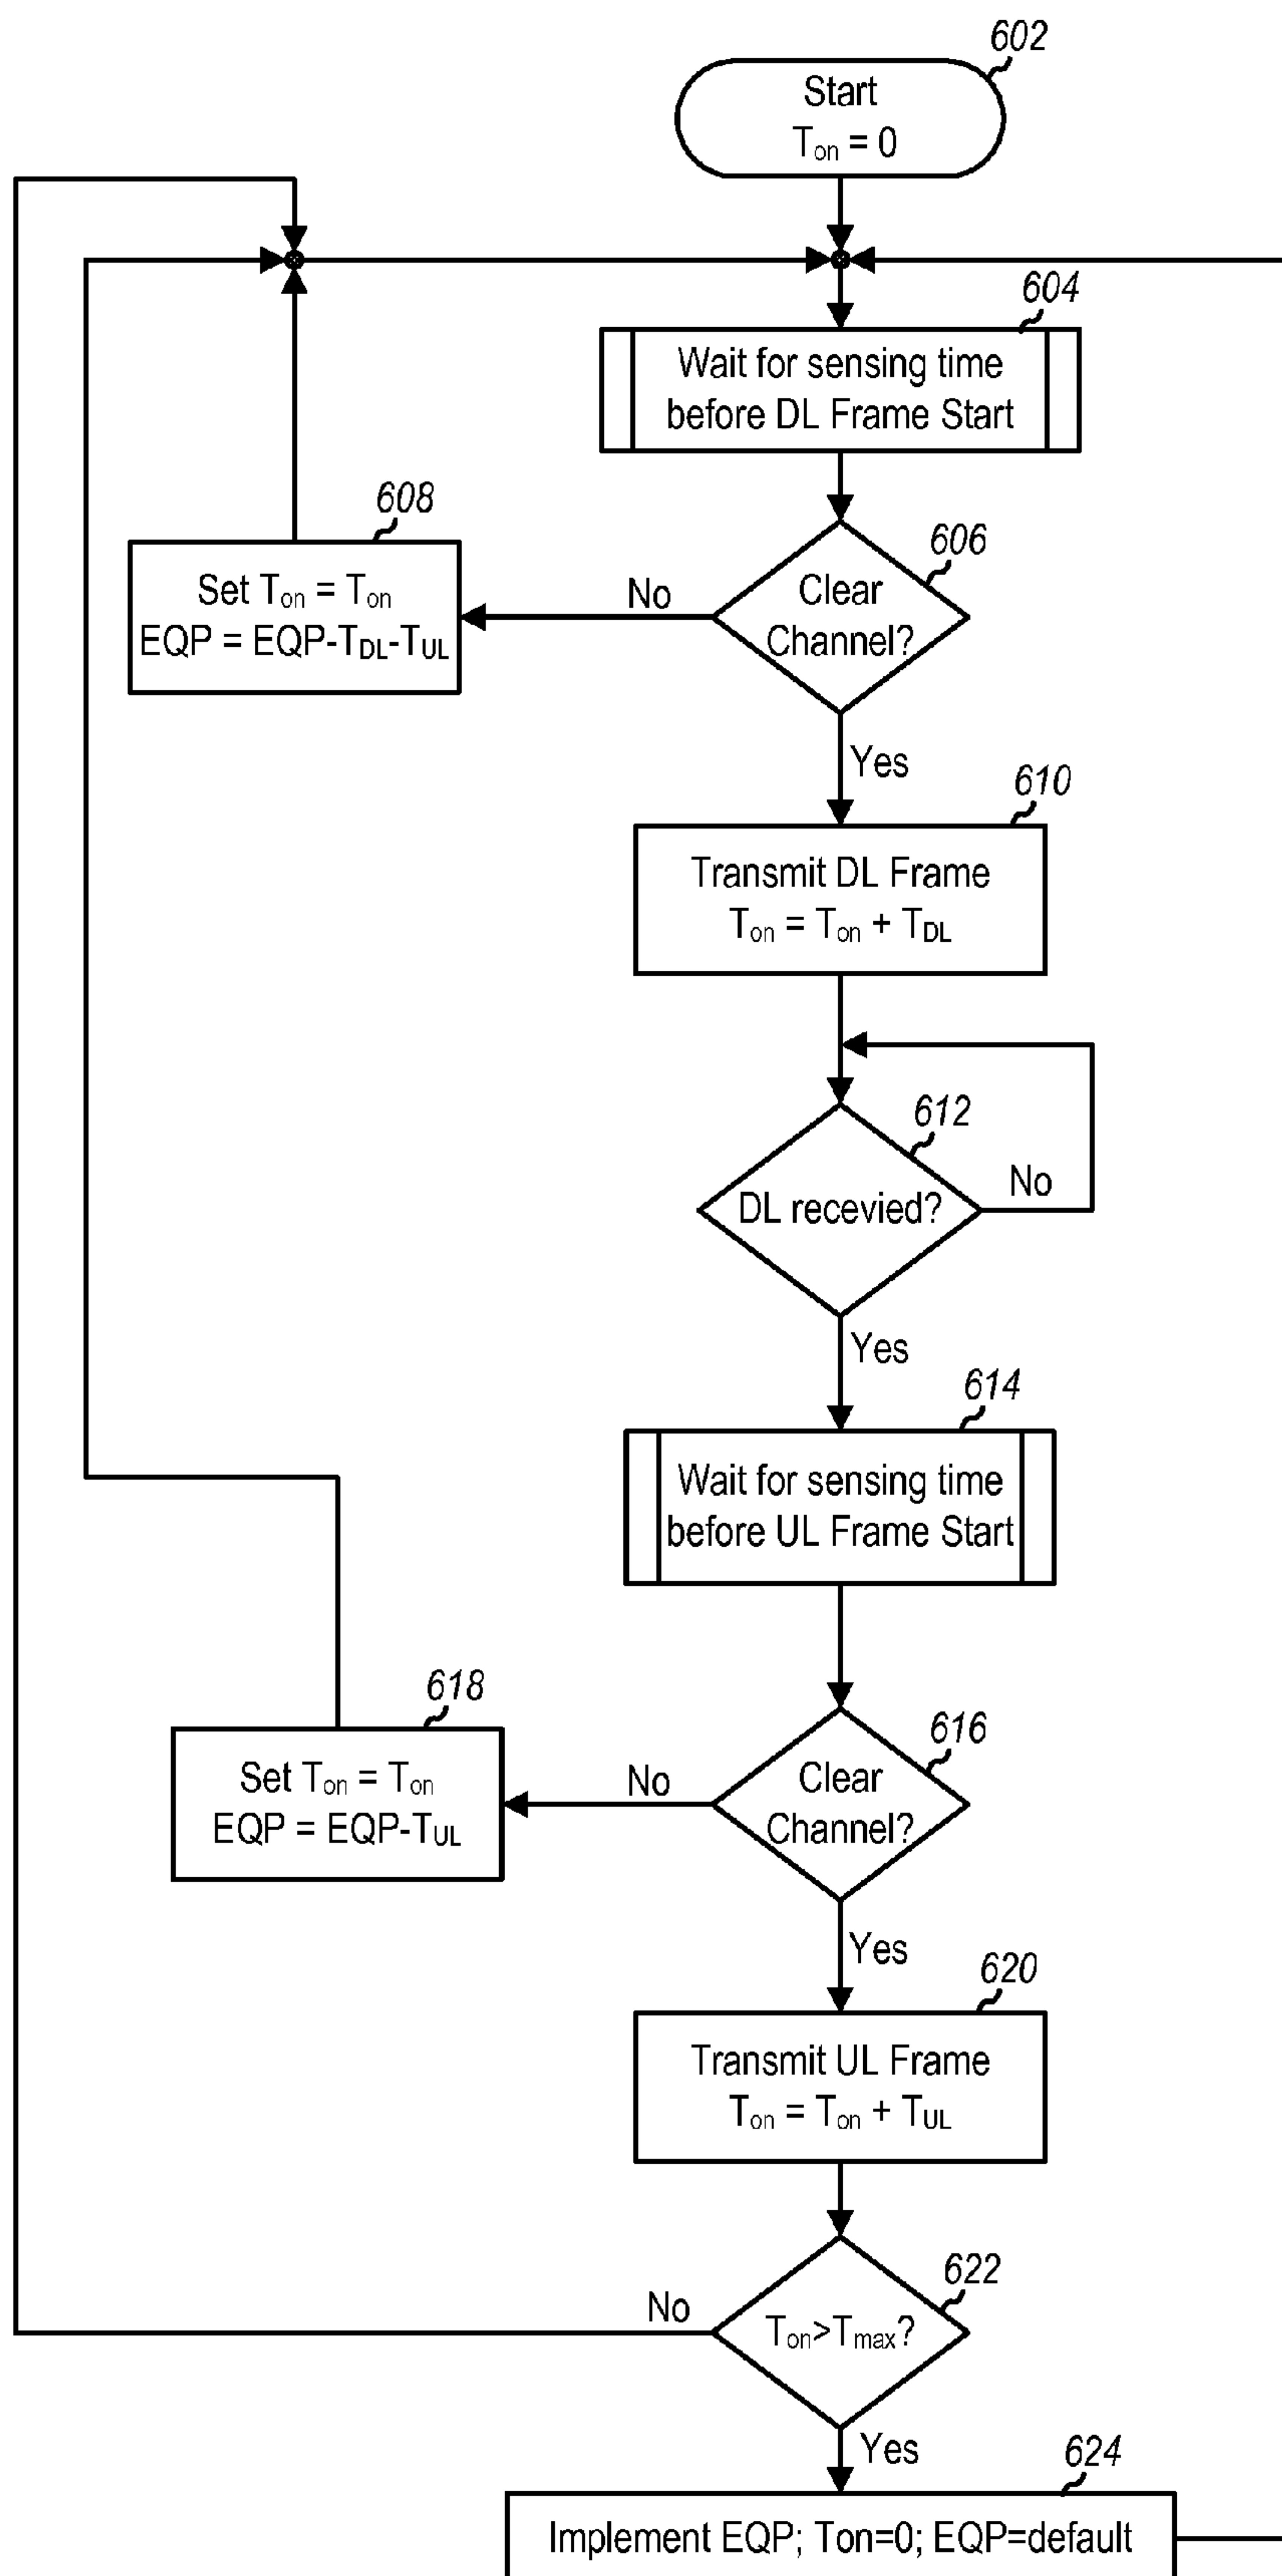 602
Start
Ton = 0
604
Wait for sensing time
before DL Frame Start
608
Set Ton = Ton
EQP = EQP-TDL-TUL
606
No
Clear
Channel?
Yes
610
Transmit DL Frame
Ton = Ton + TDL
612
DL recevied?
No
Yes
614
Wait for sensing time
before UL Frame Start
618
Set Ton = Ton
EQP = EQP-TUL
616
No
Clear
Channel?
Yes
620
Transmit UL Frame
Ton = Ton + TUL
622
No
Ton>Tmax?
Yes
624
Implement EQP; Ton=0; EQP=default